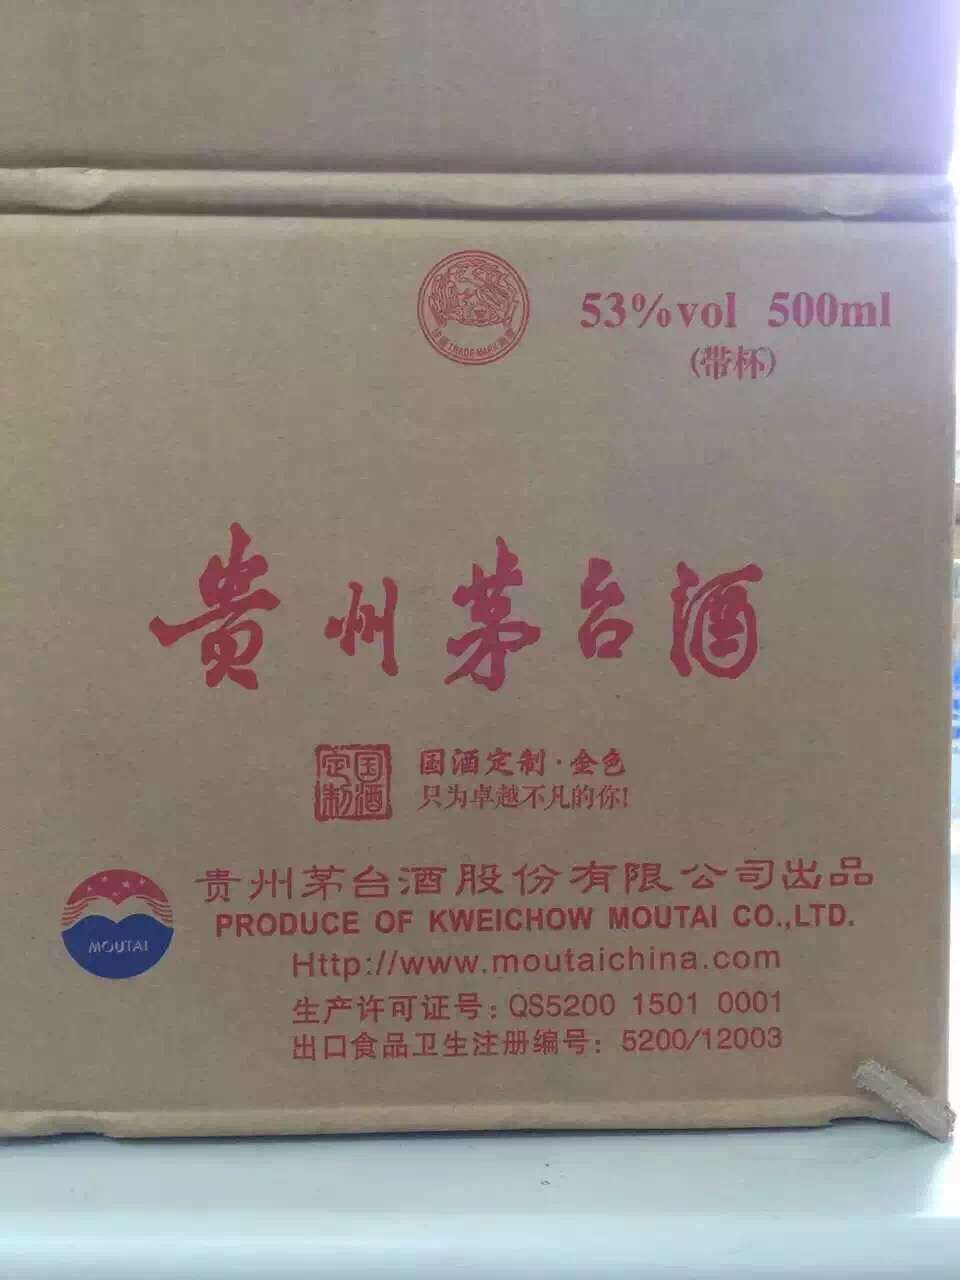 53%vol 500ml
(带杯)
TRADE MARK
贵州茅台酒
国酒定制
国酒定制·金色
只为卓越不凡的你!
贵州茅台酒股份有限公司出品
MOUTAI
PRODUCE OF KWEICHOW MOUTAI CO.,LTD.
Http://www.moutaichina.com
生产许可证号:QS5200 1501 0001
出口食品卫生注册编号:5200/12003